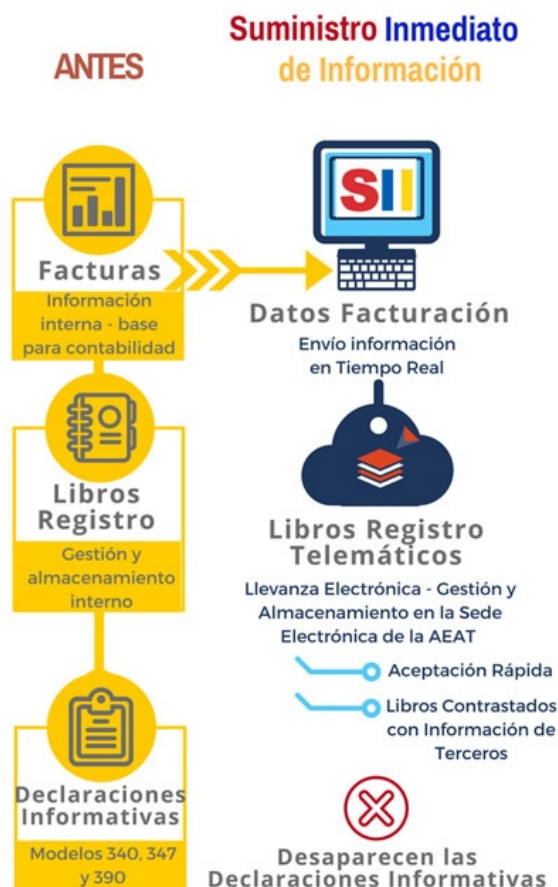 ANTES
Suministro Inmediato
de Información
Facturas
Información
interna - base
para contabilidad
SII
Datos Facturación
Envío información
en Tiempo Real
Libros
Registro
Gestión y
almacenamiento
interno
Libros Registro
Telemáticos
Llevanza Electrónica - Gestión y
Almacenamiento en la Sede
Electrónica de la AEAT
Aceptación Rápida
Libros Contrastados
con Información de
Terceros
Declaraciones
Informativas
Modelos 340, 347
y 390
Desaparecen las
Declaraciones Informativas